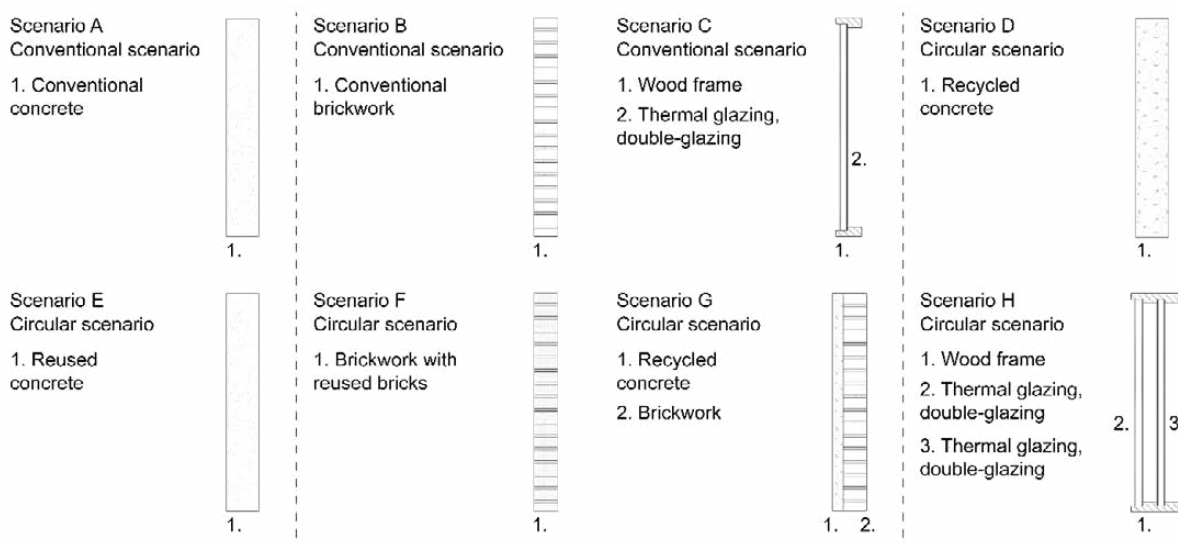 Scenario A
Conventional scenario
1. Conventional
concrete
1.
Scenario B
Conventional scenario
1. Conventional
brickwork
1.
Scenario C
Conventional scenario
1. Wood frame
2. Thermal glazing,
double-glazing
2.
1.
Scenario D
Circular scenario
1. Recycled
concrete
1.
Scenario E
Circular scenario
1. Reused
concrete
1.
Scenario F
Circular scenario
1. Brickwork with
reused bricks
1.
Scenario G
Circular scenario
1. Recycled
concrete
2. Brickwork
1. 2.
Scenario H
Circular scenario
1. Wood frame
2. Thermal glazing,
double-glazing
3. Thermal glazing,
double-glazing
2. 3
1.